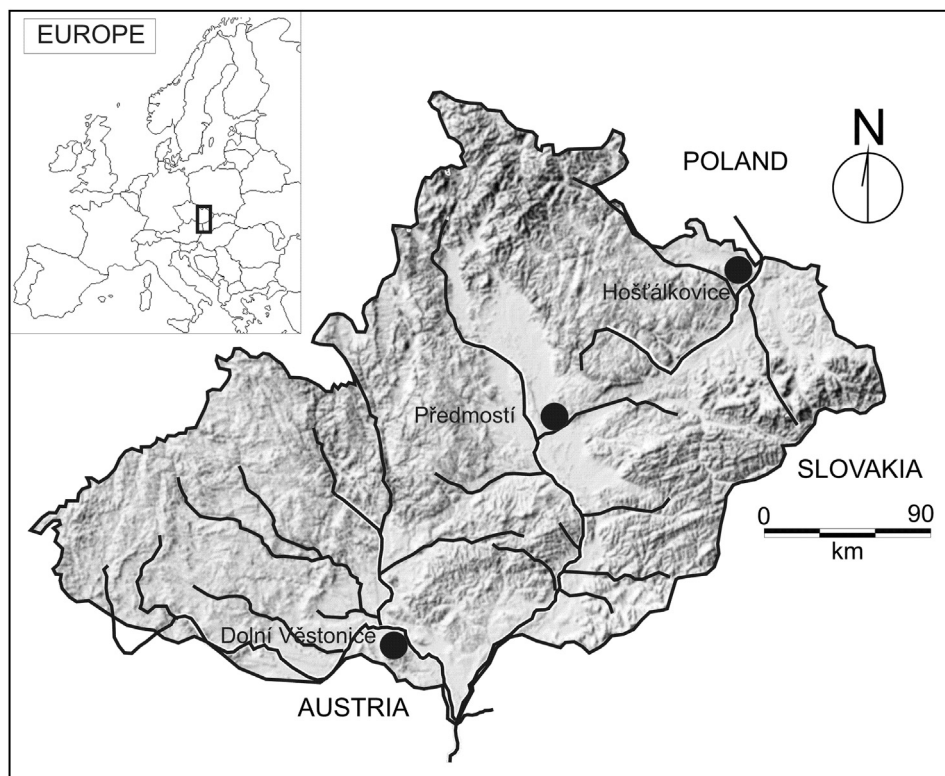 EUROPE
N
POLAND
Hošťálkovice
Předmostí
SLOVAKIA
0 90
km
Dolní Věstonice
AUSTRIA